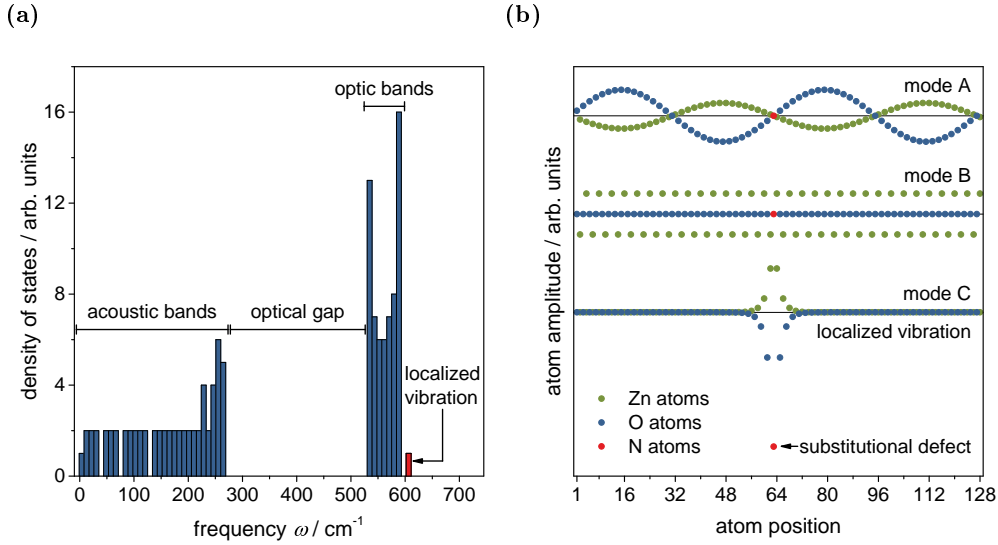 (a)
(b)
16
12
8
4
0
density of states / arb. units
optic bands
acoustic bands
optical gap
localized
vibration
0 100 200 300 400 500 600 700
frequency ω / cm⁻¹
atom amplitude / arb. units
mode A
mode B
mode C
localized vibration
Zn atoms
O atoms
N atoms
substitutional defect
1 16 32 48 64 80 96 112 128
atom position